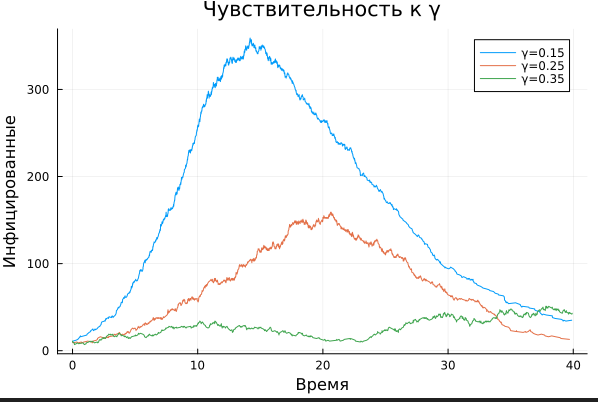 Чувствительность к γ
γ=0.15
γ=0.25
γ=0.35
Инфицированные
300
200
100
0
0 10 20 30 40
Время